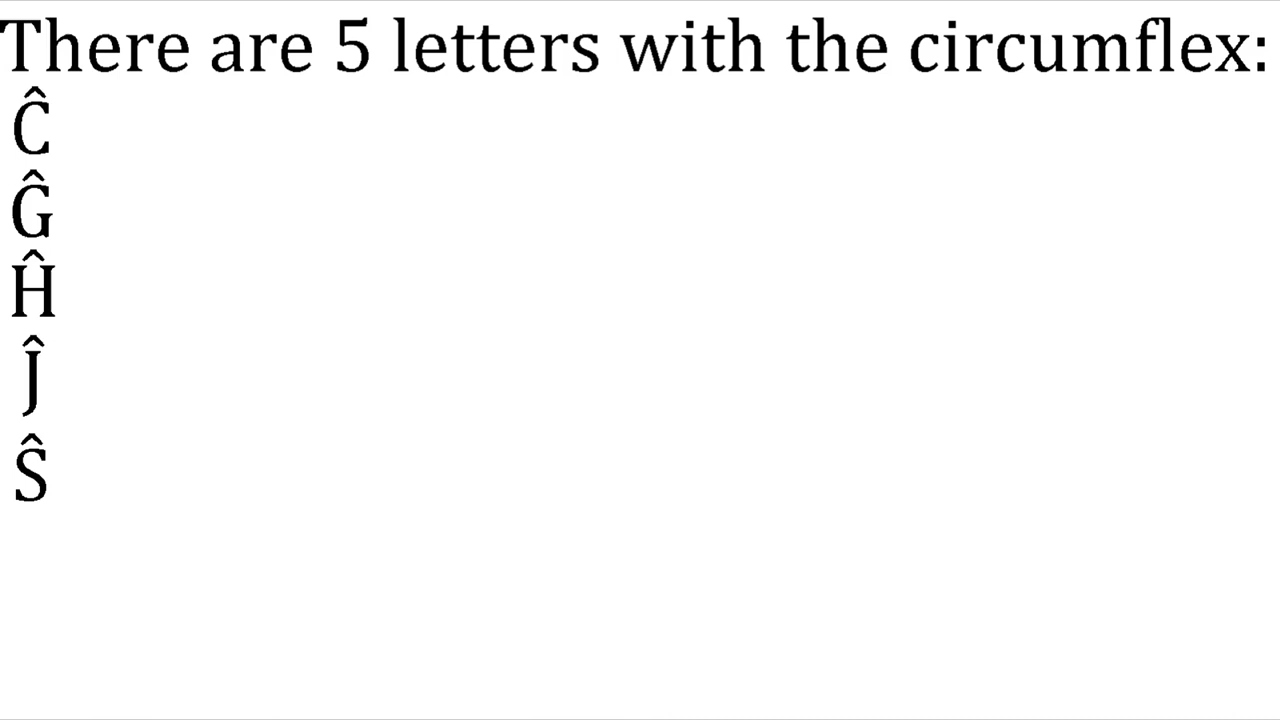 There are 5 letters with the circumflex:
Ĉ
Ĝ
Ĥ
Ĵ
Ŝ